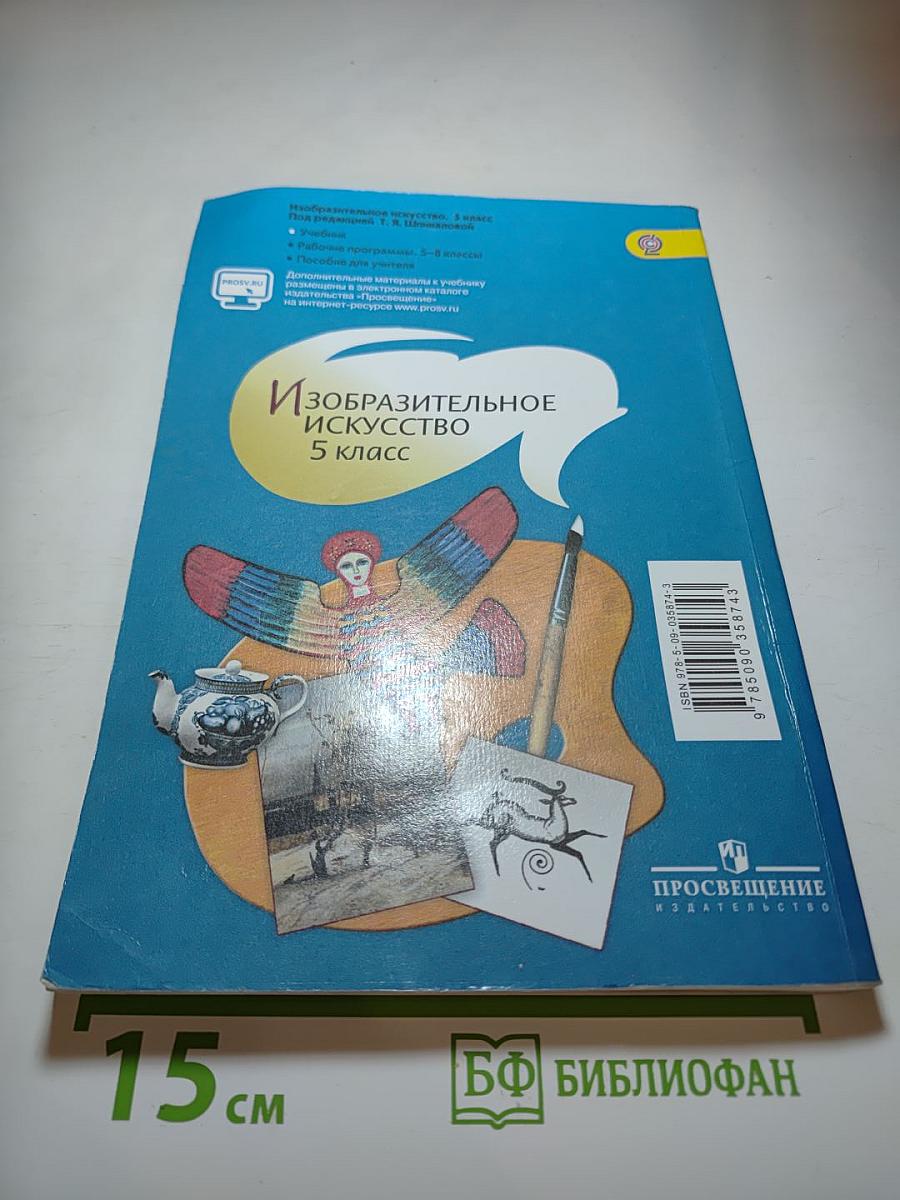 Изобразительное искусство. 5 класс
Под редакцией Т. Я. Шпикаловой
• Учебник
• Рабочие программы. 5–8 классы
• Пособие для учителя
PROSV.RU
Дополнительные материалы к учебнику
размещены в электронном каталоге
издательства «Просвещение»
на интернет-ресурсе www.prosv.ru
ИЗОБРАЗИТЕЛЬНОЕ
ИСКУССТВО
5 класс
ISBN 978-5-09-035874-3
9 785090 358743
ПРОСВЕЩЕНИЕ
ИЗДАТЕЛЬСТВО
15 см
БФ БИБЛИОФАН